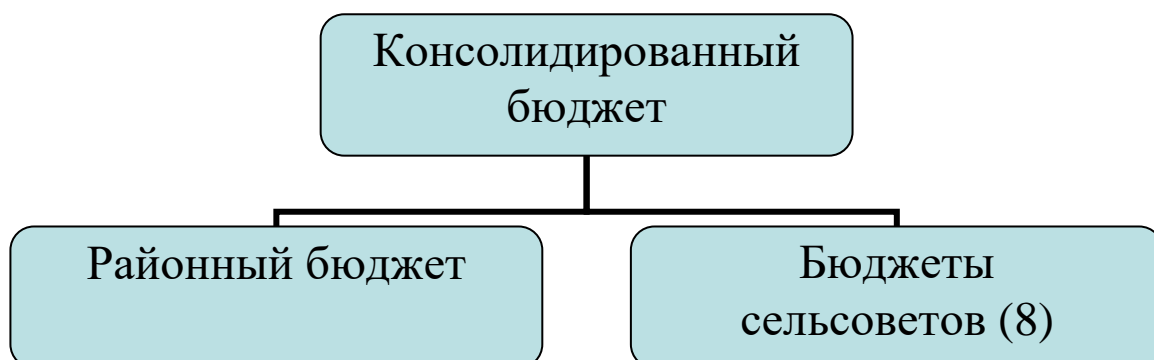 Консолидированный
бюджет
Районный бюджет
Бюджеты
сельсоветов (8)